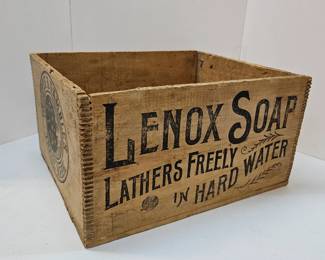 LENOX SOAP
LATHERS FREELY
IN HARD WATER